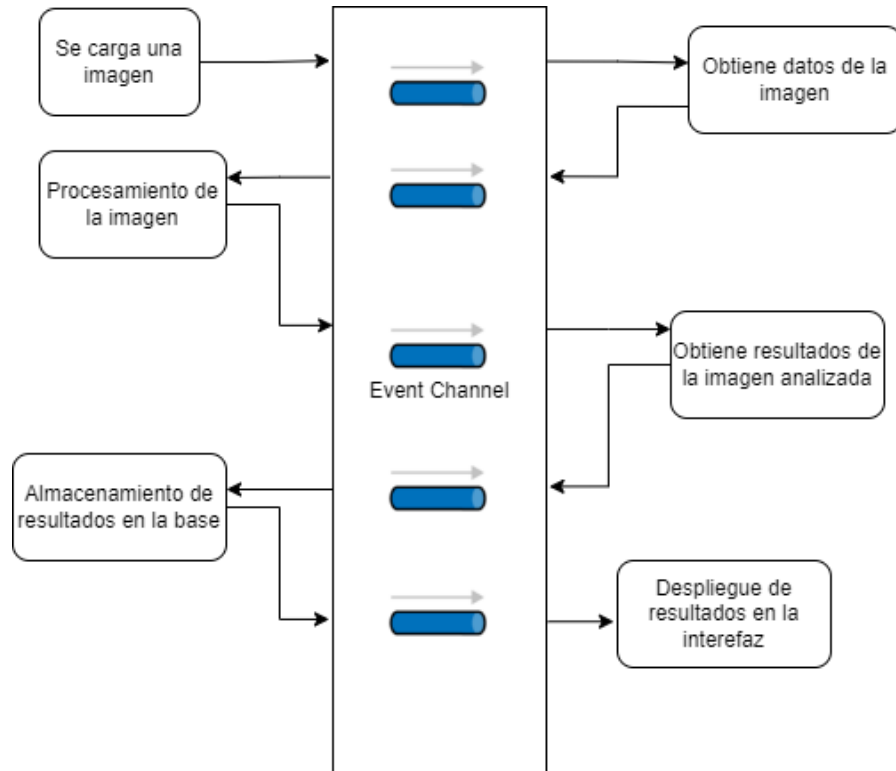 Se carga una
imagen
Obtiene datos de la
imagen
Procesamiento de
la imagen
Obtiene resultados de
la imagen analizada
Event Channel
Almacenamiento de
resultados en la base
Despliegue de
resultados en la
interefaz